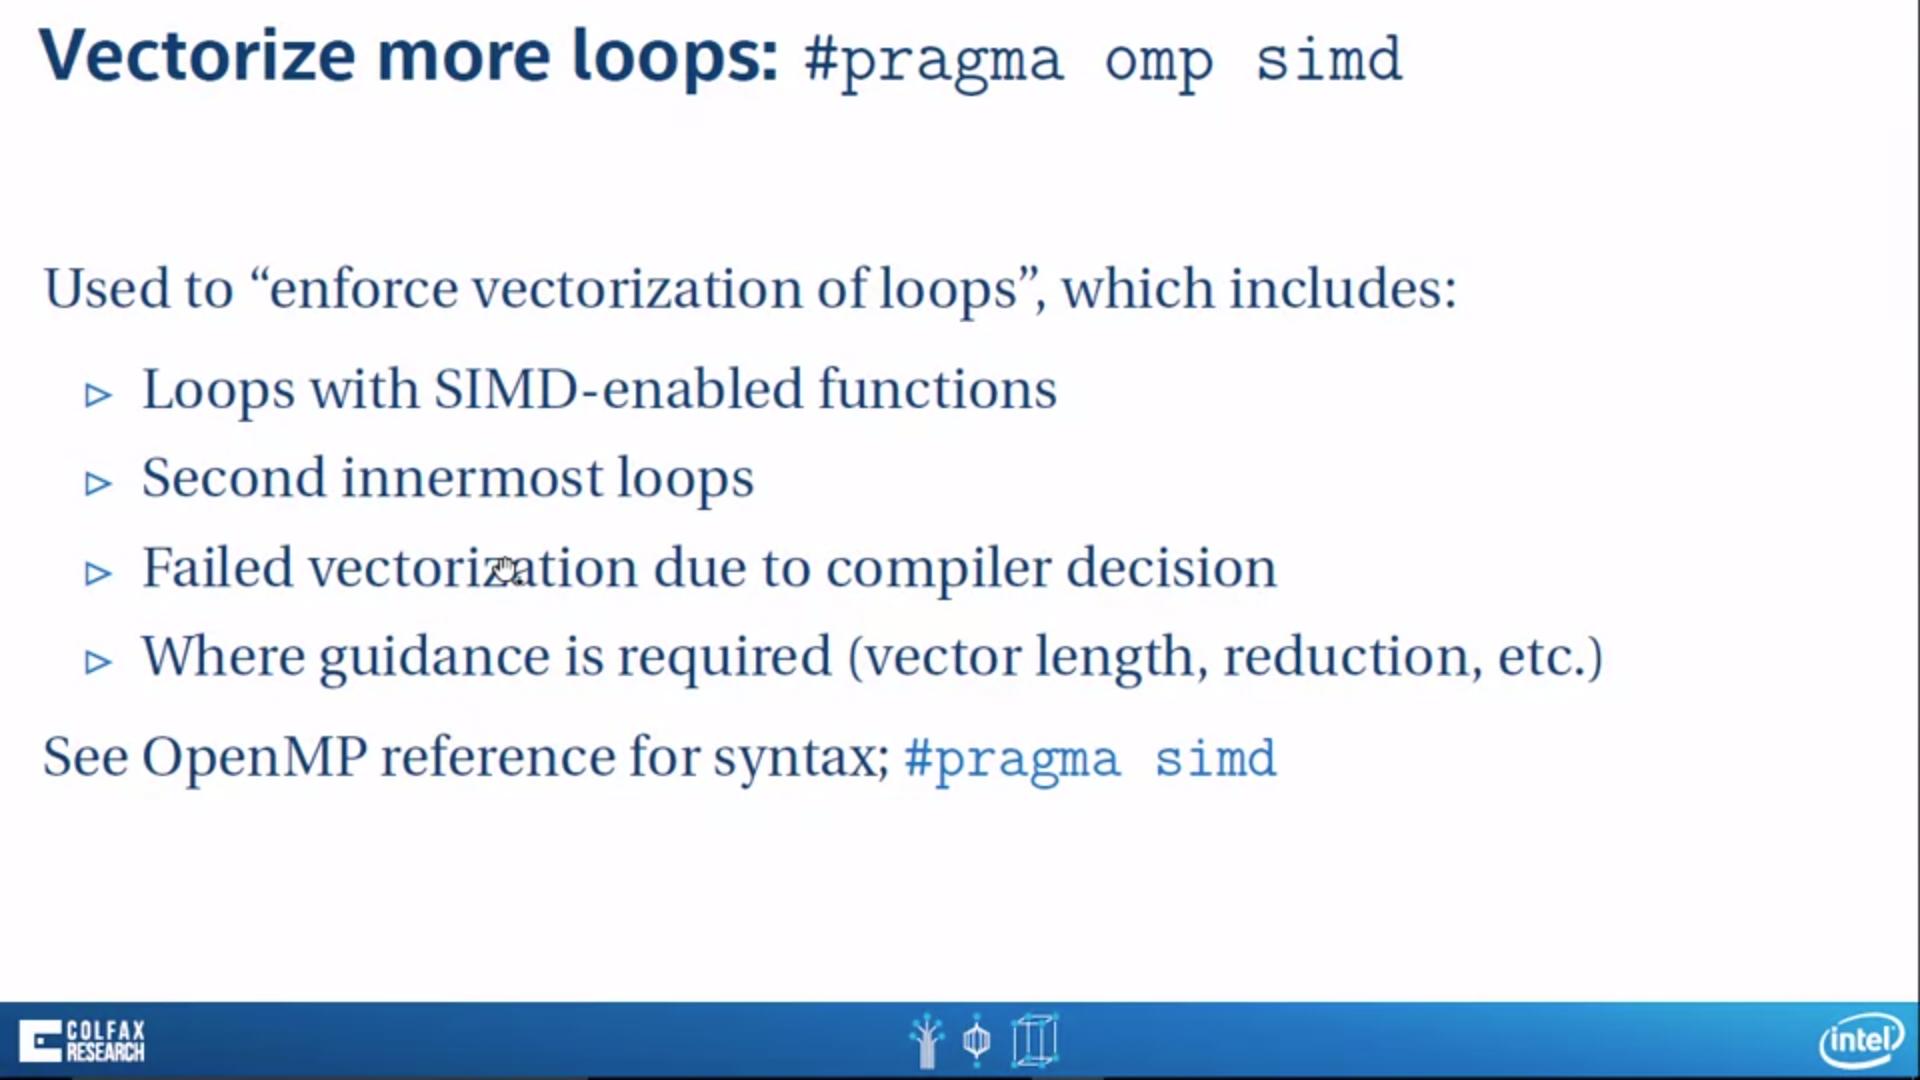 Vectorize more loops: #pragma omp simd
Used to “enforce vectorization of loops”, which includes:
▷ Loops with SIMD-enabled functions
▷ Second innermost loops
▷ Failed vectorization due to compiler decision
▷ Where guidance is required (vector length, reduction, etc.)
See OpenMP reference for syntax; #pragma simd
COLFAX
RESEARCH
intel